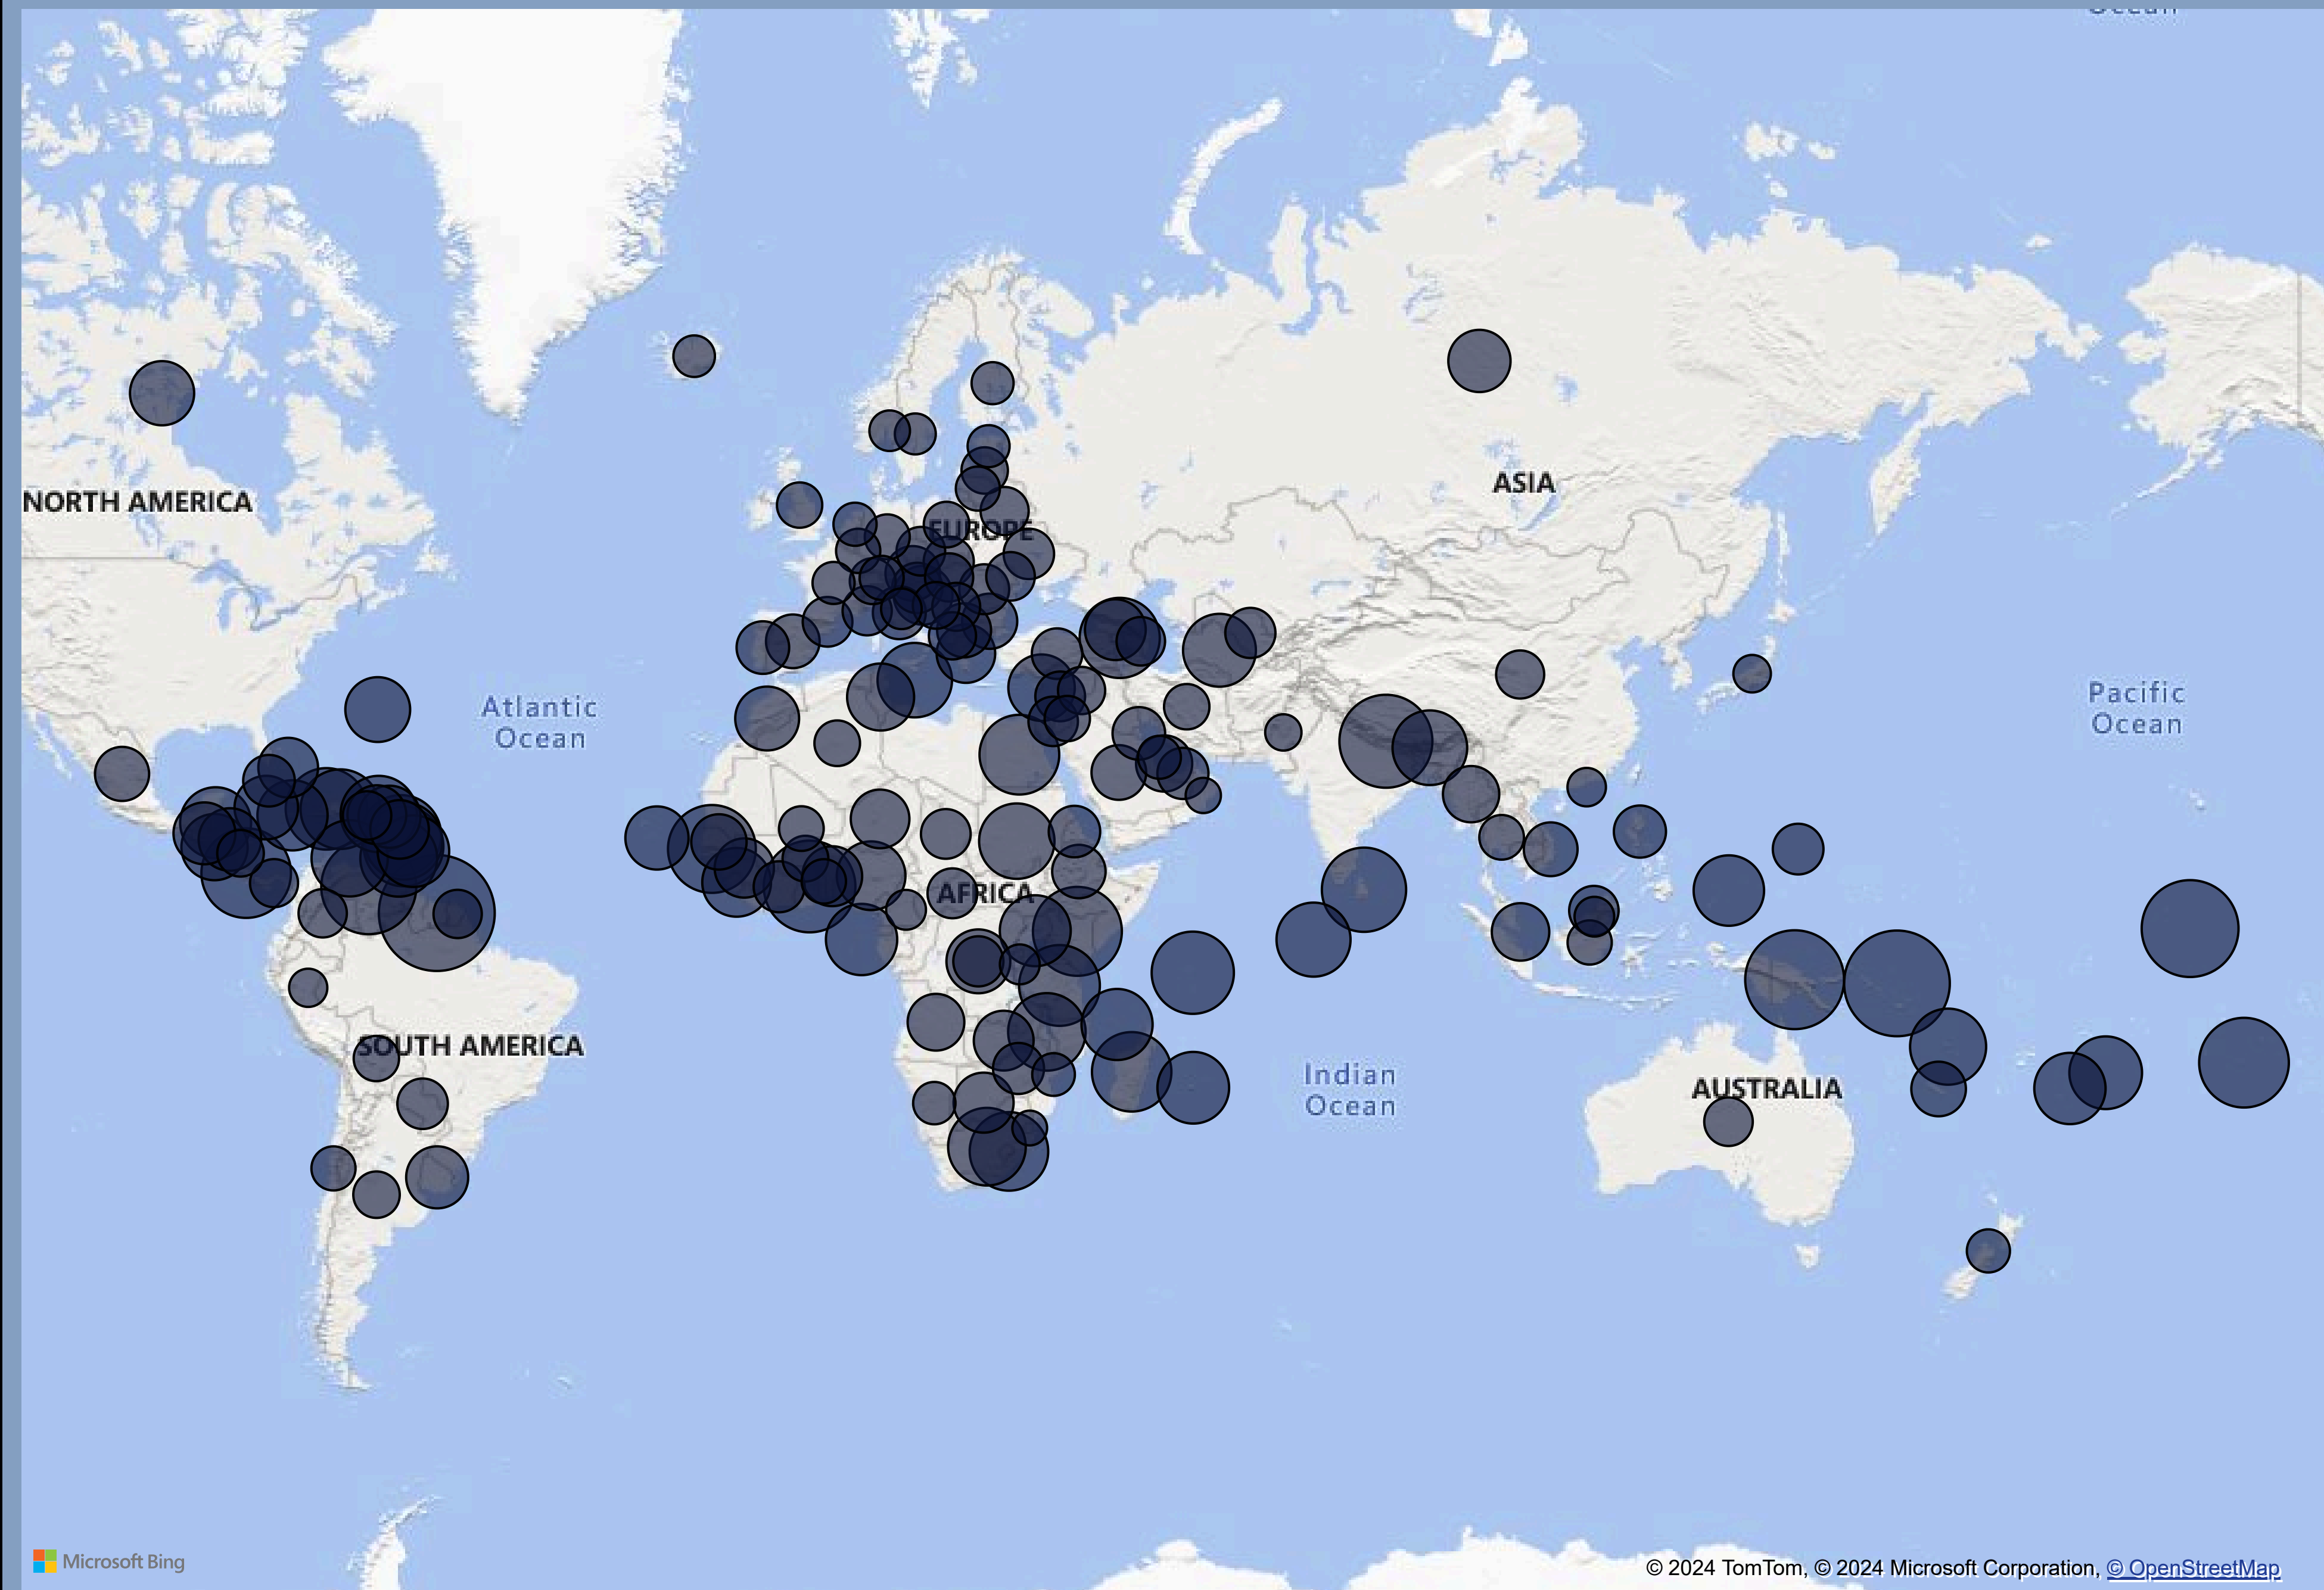 Ocean
ASIA
NORTH AMERICA
EUROPE
Atlantic
Ocean
Pacific
Ocean
AFRICA
SOUTH AMERICA
Indian
Ocean
AUSTRALIA
Microsoft Bing
© 2024 TomTom, © 2024 Microsoft Corporation, © OpenStreetMap